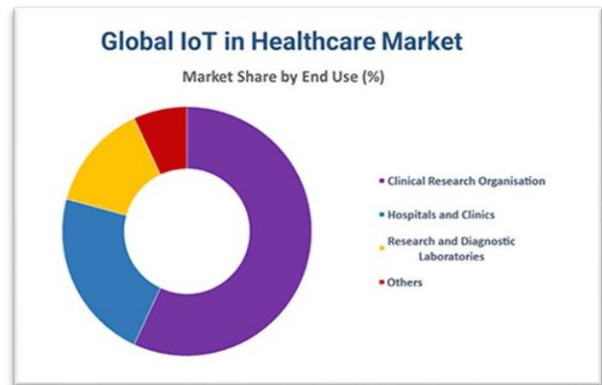 Global IoT in Healthcare Market
Market Share by End Use (%)
Clinical Research Organisation
Hospitals and Clinics
Research and Diagnostic
Laboratories
Others